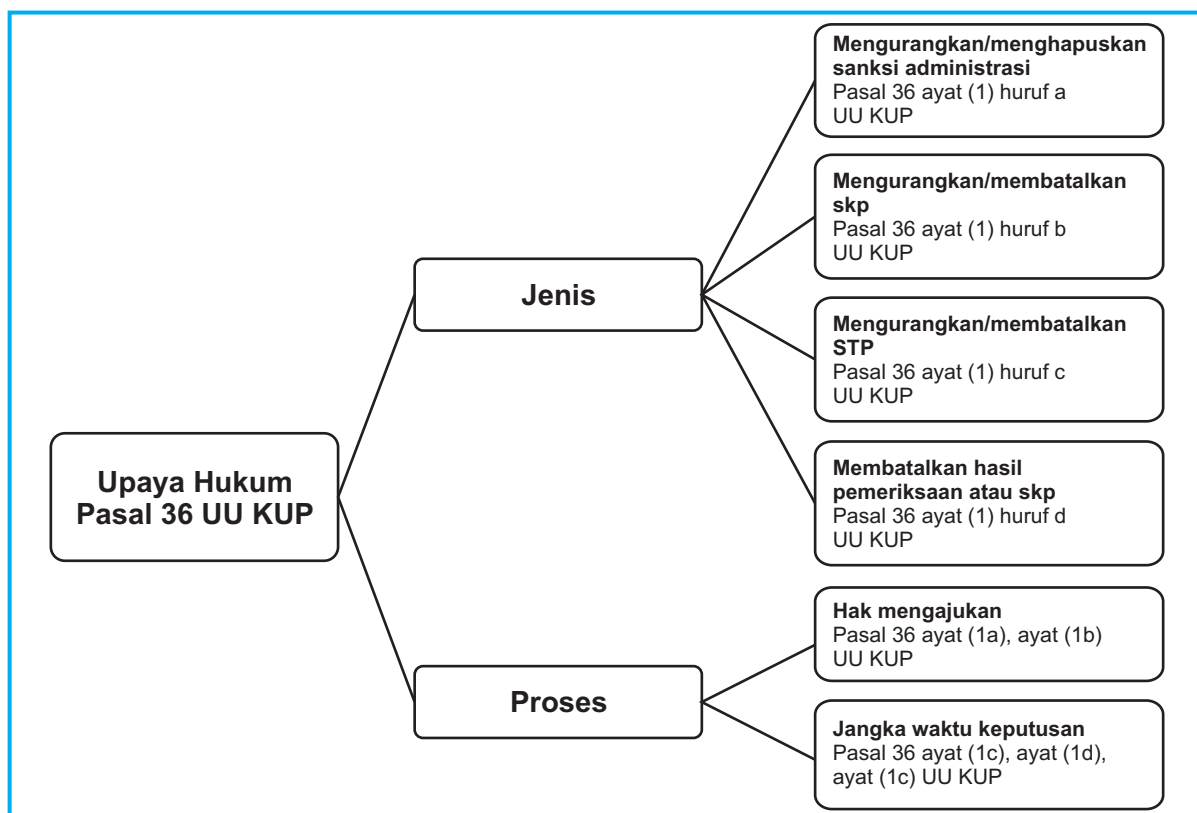 Mengurangkan/menghapuskan
sanksi administrasi
Pasal 36 ayat (1) huruf a
UU KUP
Mengurangkan/membatalkan
skp
Pasal 36 ayat (1) huruf b
UU KUP
Jenis
Mengurangkan/membatalkan
STP
Pasal 36 ayat (1) huruf c
UU KUP
Upaya Hukum
Pasal 36 UU KUP
Membatalkan hasil
pemeriksaan atau skp
Pasal 36 ayat (1) huruf d
UU KUP
Hak mengajukan
Pasal 36 ayat (1a), ayat (1b)
UU KUP
Proses
Jangka waktu keputusan
Pasal 36 ayat (1c), ayat (1d),
ayat (1c) UU KUP